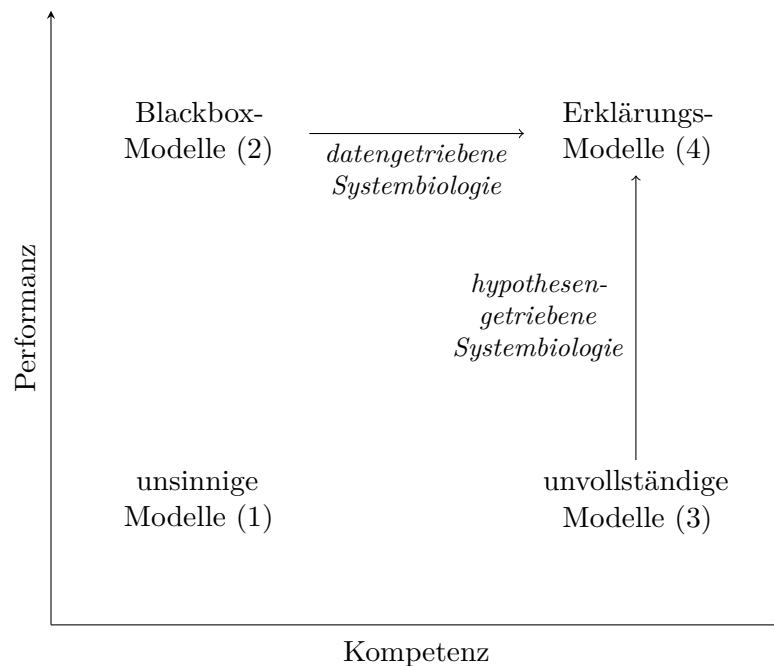 Blackbox-
Modelle (2)
datengetriebene
Systembiologie
Erklärungs-
Modelle (4)
hypothesen-
getriebene
Systembiologie
Performanz
unsinnige
Modelle (1)
unvollständige
Modelle (3)
Kompetenz